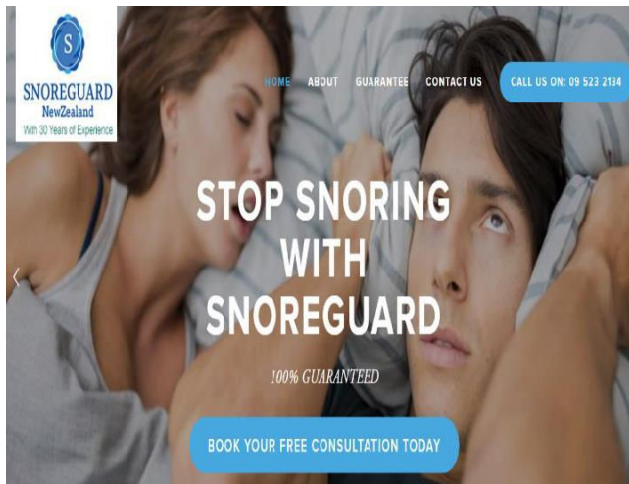 S
SNOREGUARD
NewZealand
With 30 Years of Experience
HOME ABOUT GUARANTEE CONTACT US CALL US ON: 09 523 2134
STOP SNORING
WITH
SNOREGUARD
100% GUARANTEED
BOOK YOUR FREE CONSULTATION TODAY